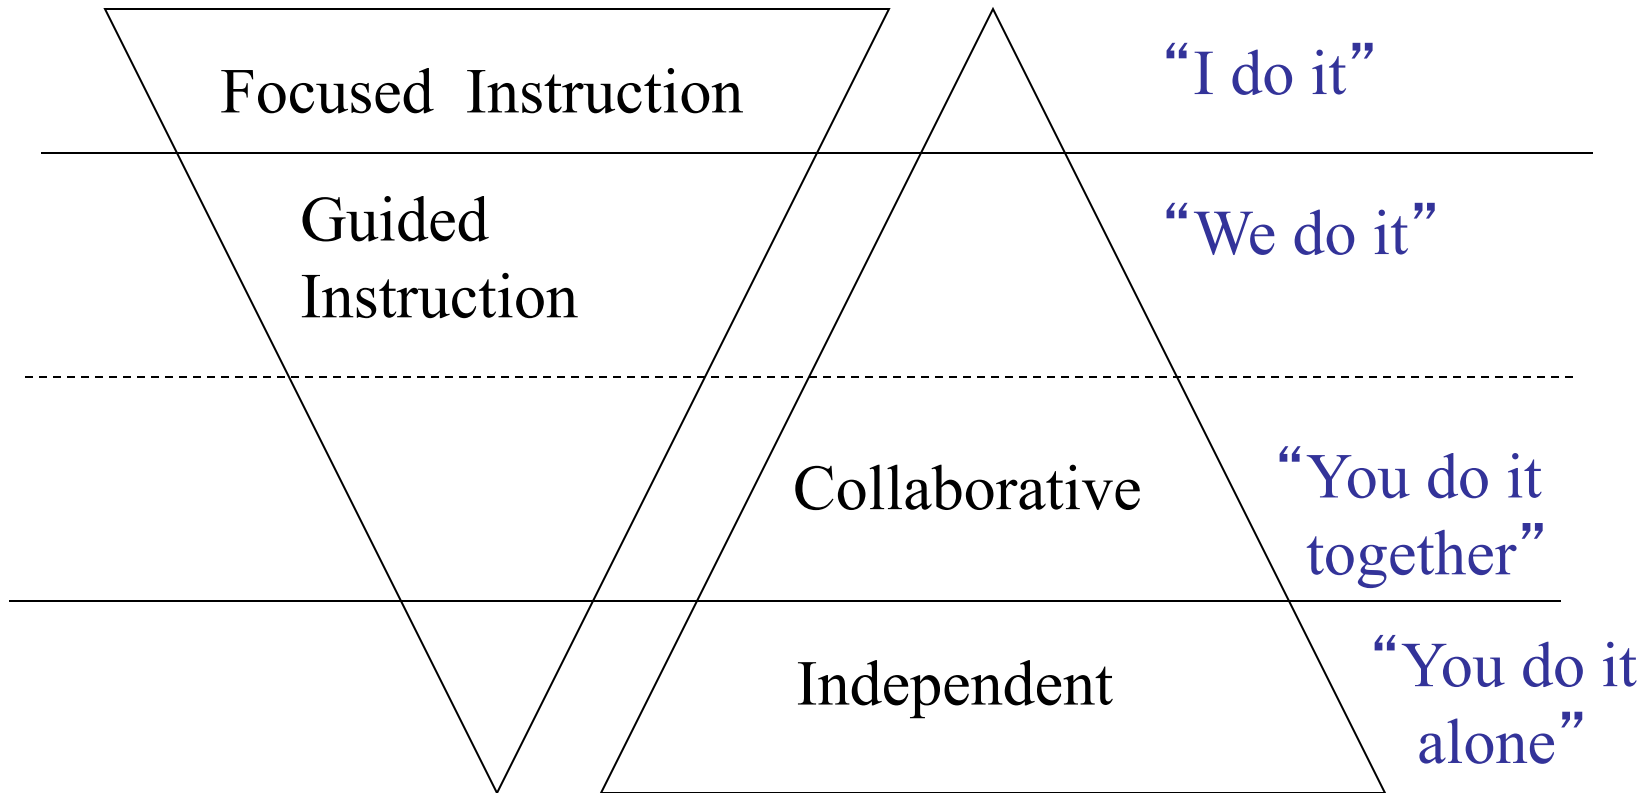 Focused Instruction
“I do it”
Guided
Instruction
“We do it”
Collaborative
“You do it
together”
Independent
“You do it
alone”